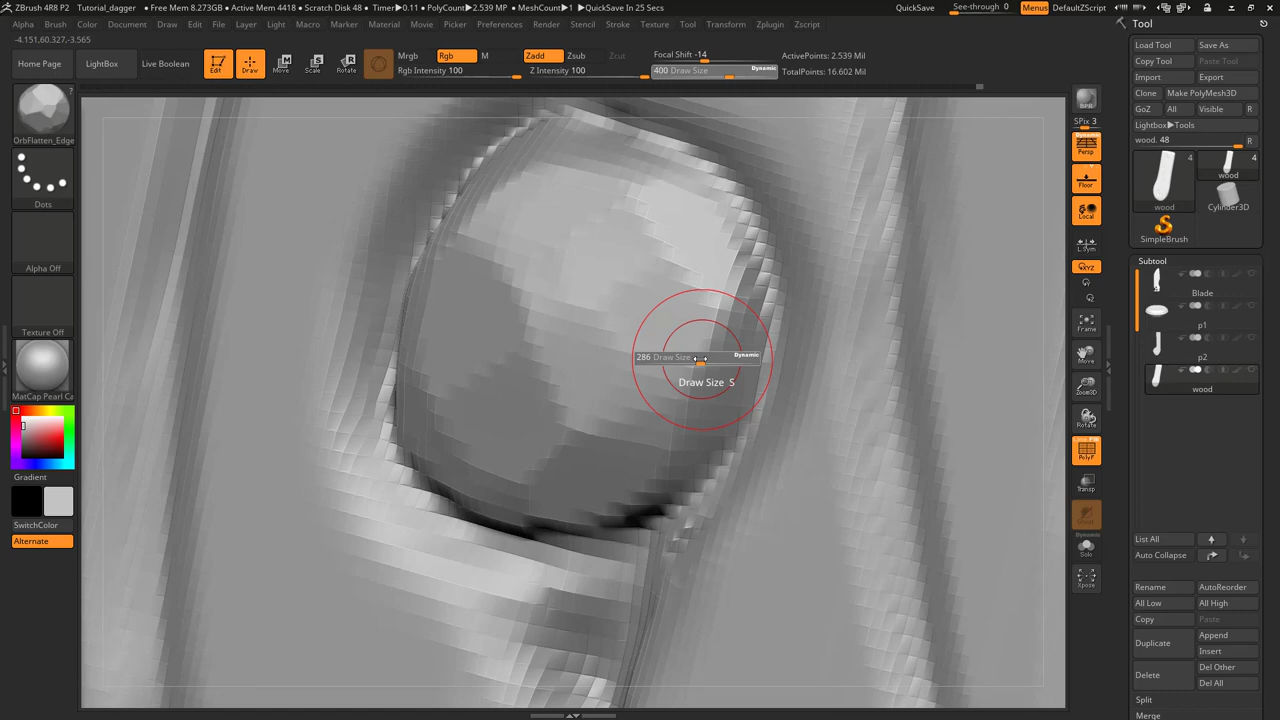 ZBrush 4R8 P2 Tutorial_dagger • Free Mem 8.273GB • Active Mem 4418 • Scratch Disk 48 • Timer▶0.11 • PolyCount▶2.539 MP • MeshCount▶1 ▶QuickSave In 25 Secs
QuickSave See-through 0 Menus DefaultZScript
Alpha Brush Color Document Draw Edit File Layer Light Macro Marker Material Movie Picker Preferences Render Stencil Stroke Texture Tool Transform Zplugin Zscript
-4.151,60.327,-3.565
Home Page LightBox Live Boolean
Edit Draw Move Scale Rotate
Mrgb Rgb M
Rgb Intensity 100
Zadd Zsub Zcut
Z Intensity 100
Focal Shift -14
400 Draw Size Dynamic
ActivePoints: 2.539 Mil
TotalPoints: 16.602 Mil
OrbFlatten_Edge
Dots
Alpha Off
Texture Off
MatCap Pearl Ca
Gradient
SwitchColor
Alternate
286 Draw Size Dynamic
Draw Size S
BPR
SPix 3
Dynamic
Persp
Floor
Local
L.Sym
XYZ
Frame
Move
Zoom3D
Rotate
PolyF
Transp
Ghost
Dynamic
Solo
Xpose
Tool
Load Tool Save As
Copy Tool Paste Tool
Import Export
Clone Make PolyMesh3D
GoZ All Visible R
Lightbox▶Tools
wood. 48 R
4 4
wood
wood Cylinder3D
SimpleBrush
Subtool
Blade
p1
p2
wood
List All
Auto Collapse
Rename AutoReorder
All Low All High
Copy Paste
Duplicate Append
Insert
Delete Del Other
Del All
Split
Merge